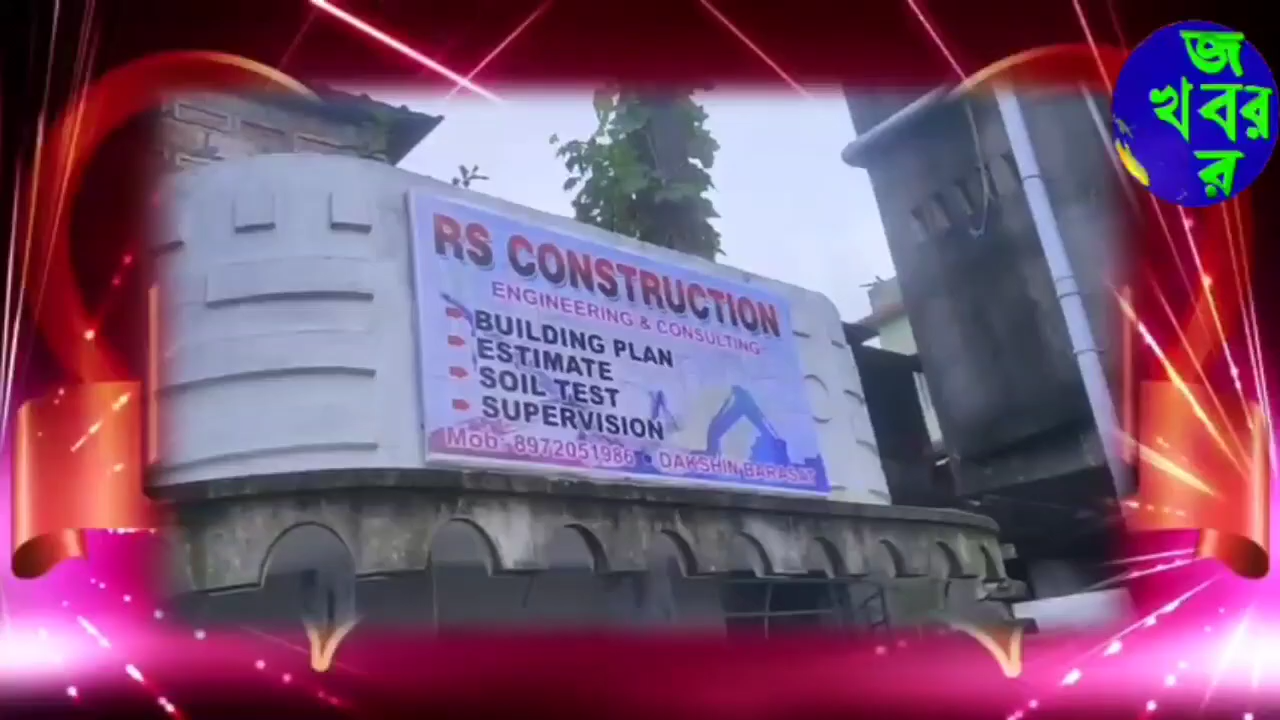 RS CONSTRUCTION
ENGINEERING & CONSULTING
BUILDING PLAN
ESTIMATE
SOIL TEST
SUPERVISION
Mob: 8972051986 • DAKSHIN BARASAT
জ
খবর
র